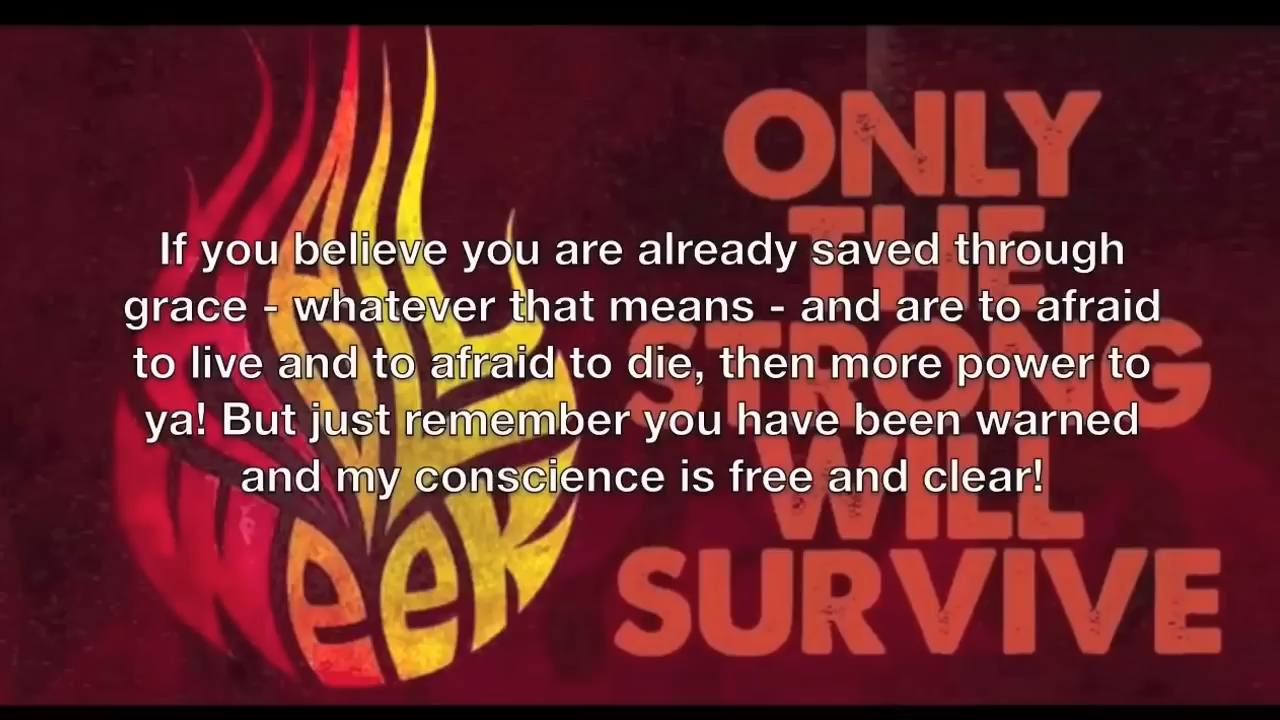 ONLY
THE
STRONG
WILL
SURVIVE
HELL
WEEK
If you believe you are already saved through
grace - whatever that means - and are to afraid
to live and to afraid to die, then more power to
ya! But just remember you have been warned
and my conscience is free and clear!